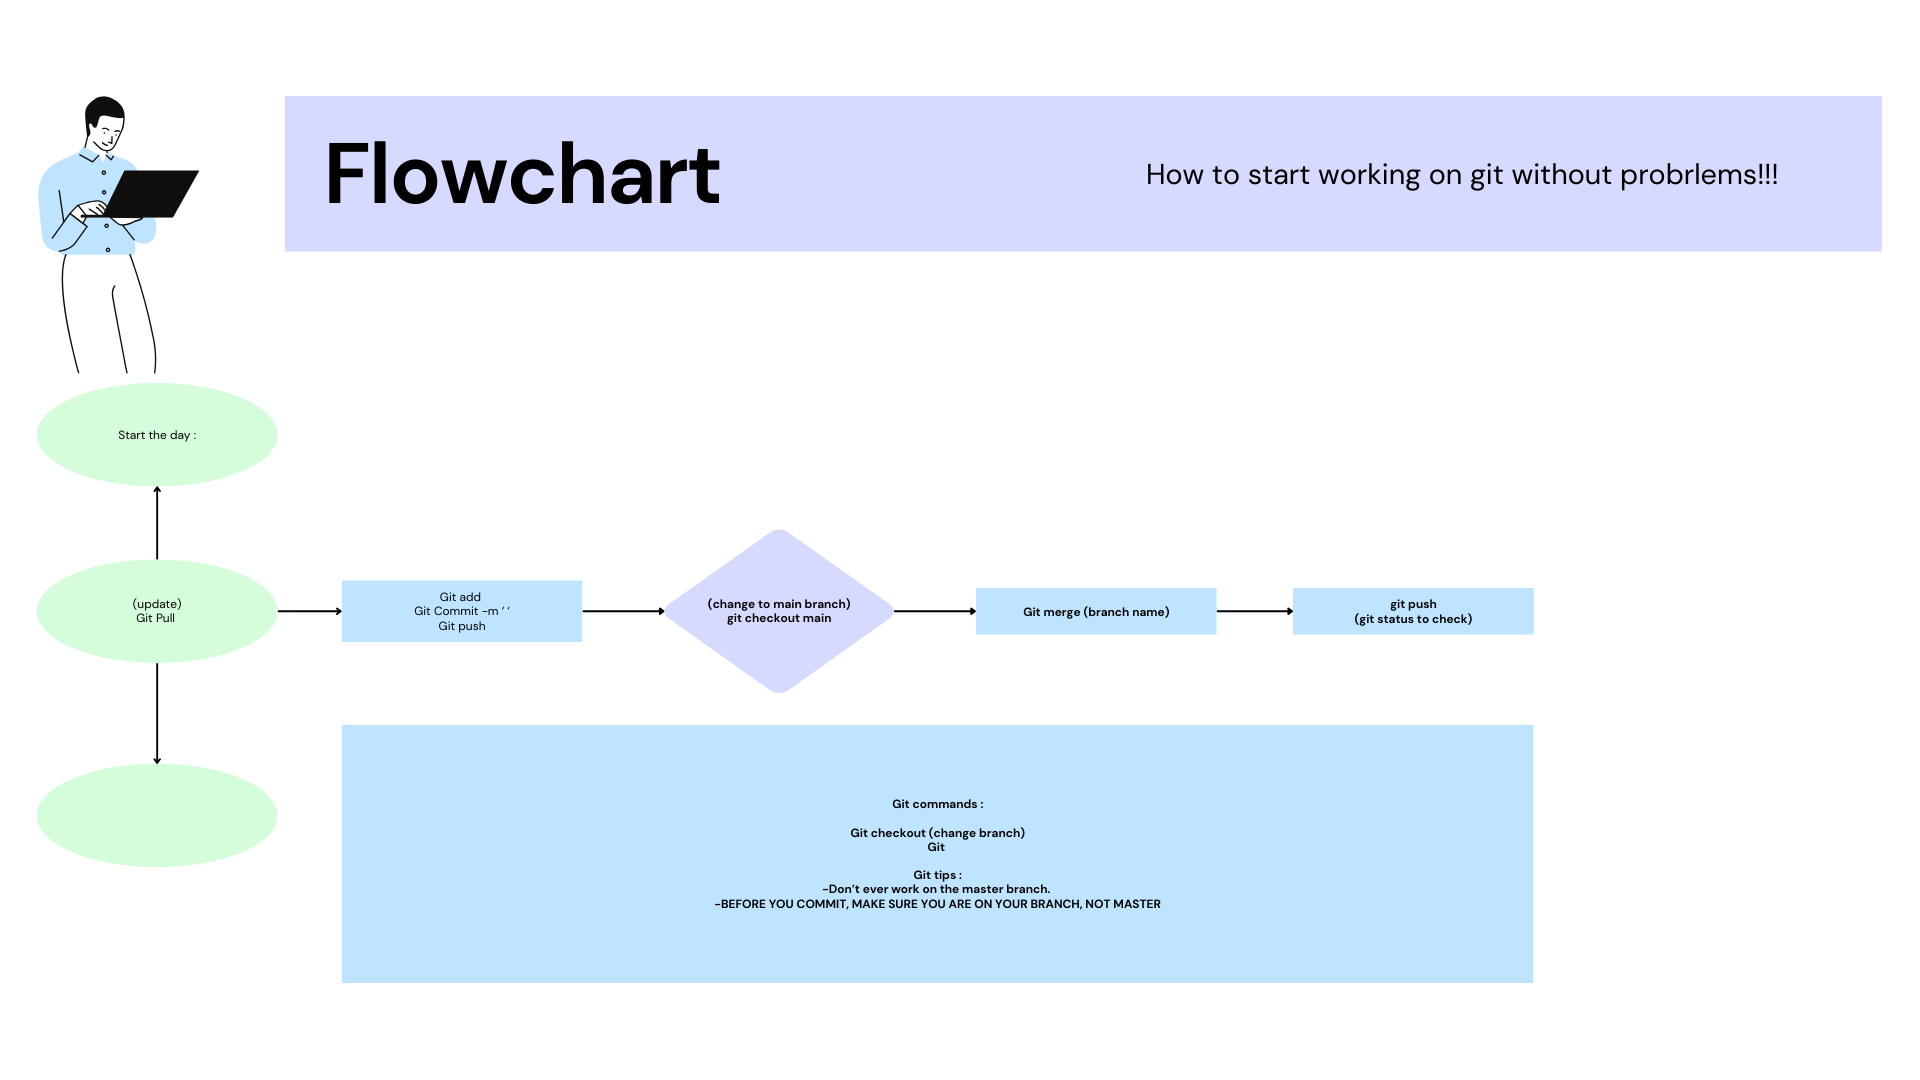 Flowchart
How to start working on git without probrlems!!!
Start the day :
(update)
Git Pull
Git add
Git Commit -m ‘ ‘
Git push
(change to main branch)
git checkout main
Git merge (branch name)
git push
(git status to check)
Git commands :
Git checkout (change branch)
Git
Git tips :
-Don’t ever work on the master branch.
-BEFORE YOU COMMIT, MAKE SURE YOU ARE ON YOUR BRANCH, NOT MASTER